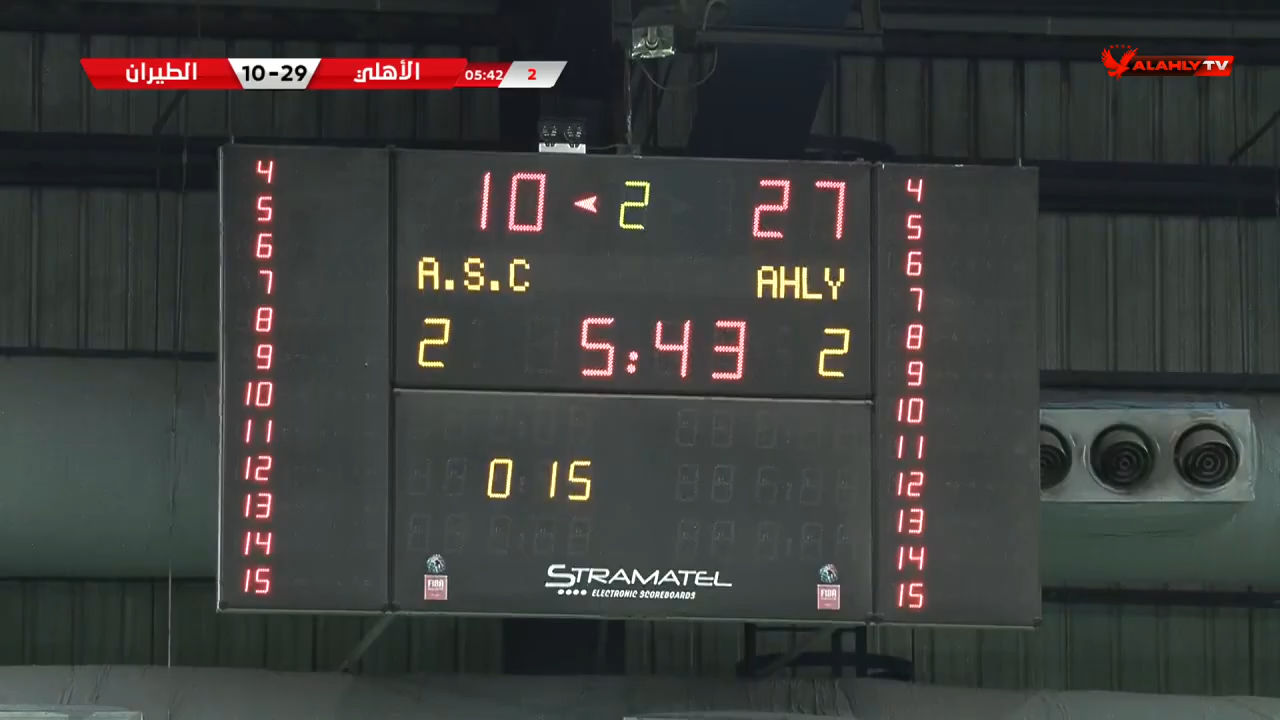 الطيران 10-29 الأهلي 05:42 2
ALAHLY TV
10 2 27
A.S.C AHLY
2 5:43 2
0 15
4
5
6
7
8
9
10
11
12
13
14
15
4
5
6
7
8
9
10
11
12
13
14
15
FIBA
STRAMATEL
ELECTRONIC SCOREBOARDS
FIBA